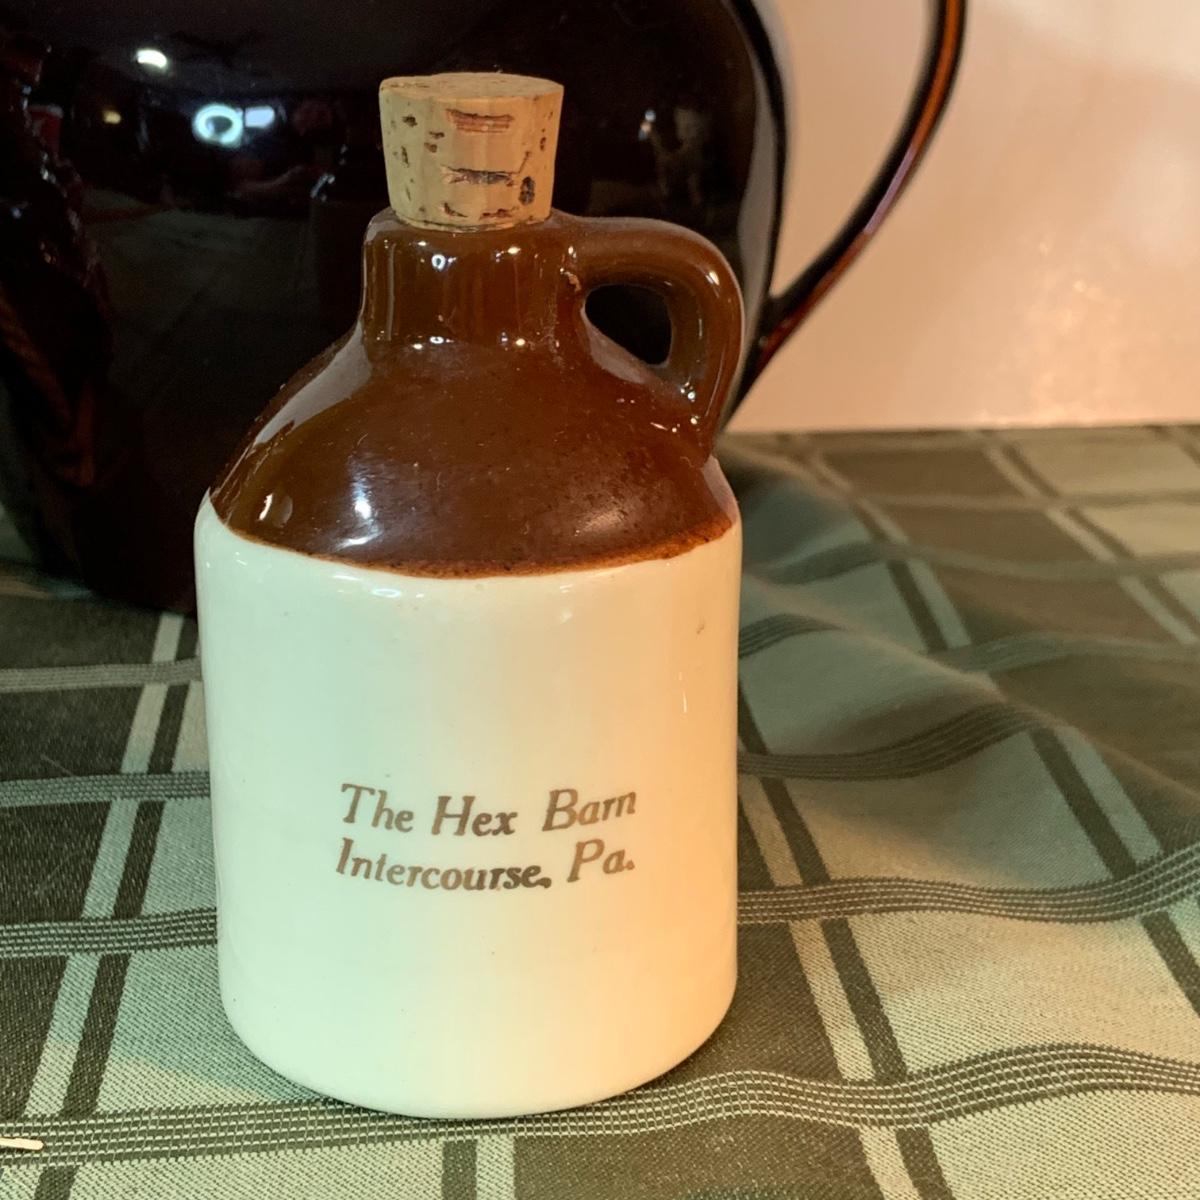 The Hex Barn
Intercourse, Pa.